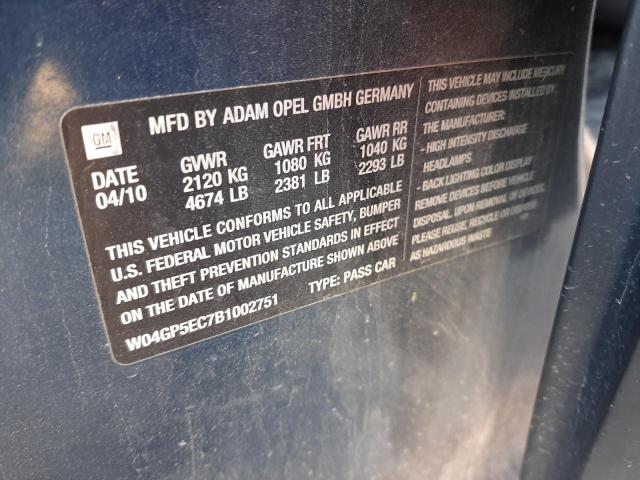 GM
MFD BY ADAM OPEL GMBH GERMANY
DATE GVWR GAWR FRT GAWR RR
04/10 2120 KG 1080 KG 1040 KG
4674 LB 2381 LB 2293 LB
THIS VEHICLE CONFORMS TO ALL APPLICABLE
U.S. FEDERAL MOTOR VEHICLE SAFETY, BUMPER
AND THEFT PREVENTION STANDARDS IN EFFECT
ON THE DATE OF MANUFACTURE SHOWN ABOVE
W04GP5EC7B1002751 TYPE: PASS CAR
THIS VEHICLE MAY INCLUDE MERCURY
CONTAINING DEVICES INSTALLED BY
THE MANUFACTURER:
- HIGH INTENSITY DISCHARGE
HEADLAMPS
- BACK LIGHTING COLOR DISPLAY
REMOVE DEVICES BEFORE VEHICLE
DISPOSAL. UPON REMOVAL OF DEVICES,
PLEASE REUSE, RECYCLE OR DISPOSE
AS HAZARDOUS WASTE